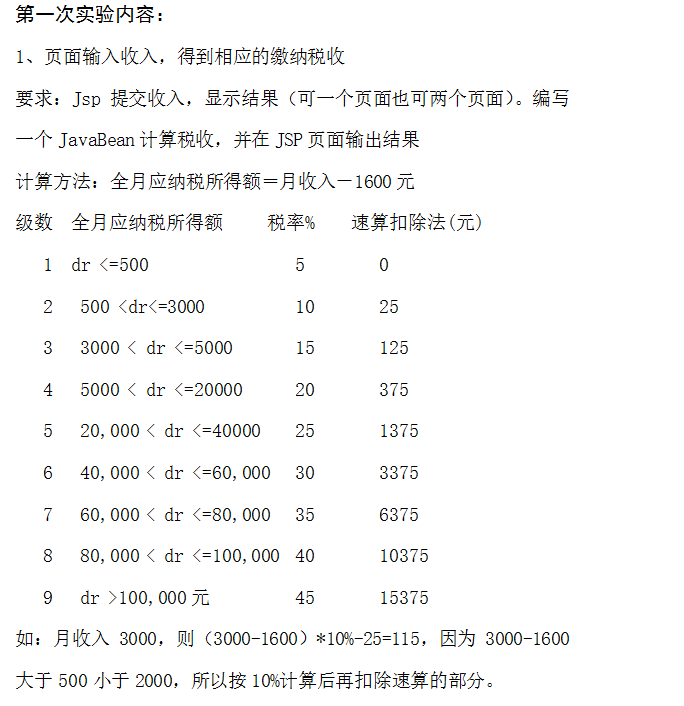 第一次实验内容：
1、页面输入收入，得到相应的缴纳税收
要求：Jsp 提交收入，显示结果（可一个页面也可两个页面）。编写
一个 JavaBean 计算税收，并在 JSP 页面输出结果
计算方法：全月应纳税所得额＝月收入－1600 元
级数 全月应纳税所得额 税率% 速算扣除法(元)
1 dr <=500 5 0
2 500 <dr<=3000 10 25
3 3000 < dr <=5000 15 125
4 5000 < dr <=20000 20 375
5 20,000 < dr <=40000 25 1375
6 40,000 < dr <=60,000 30 3375
7 60,000 < dr <=80,000 35 6375
8 80,000 < dr <=100,000 40 10375
9 dr >100,000 元 45 15375
如：月收入 3000，则（3000-1600）*10%-25=115，因为 3000-1600
大于 500 小于 2000，所以按 10%计算后再扣除速算的部分。